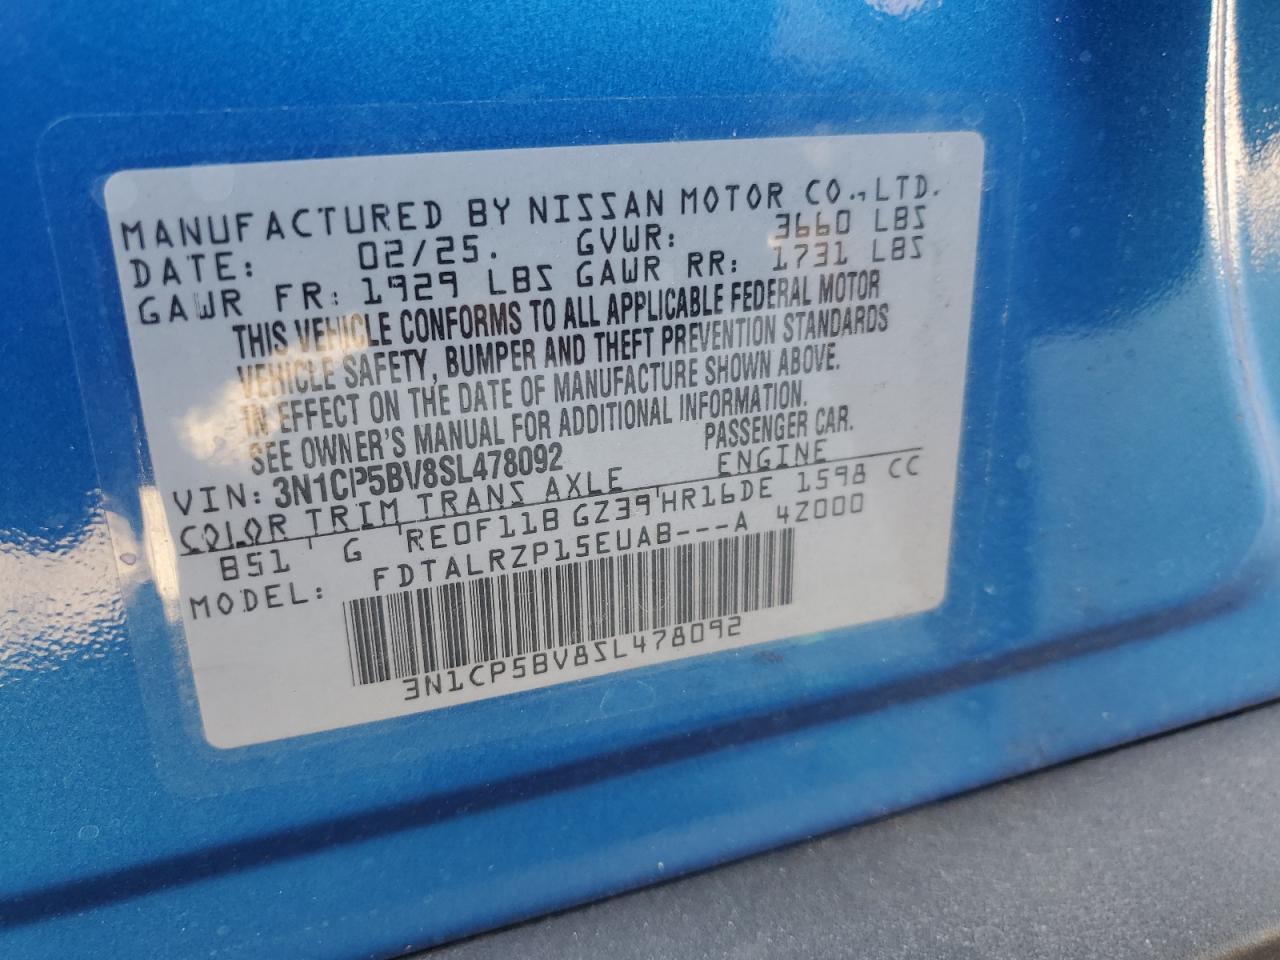 MANUFACTURED BY NISSAN MOTOR CO., LTD.
DATE: 02/25. GVWR: 3660 LBS
GAWR FR: 1929 LBS GAWR RR: 1731 LBS
THIS VEHICLE CONFORMS TO ALL APPLICABLE FEDERAL MOTOR
VEHICLE SAFETY, BUMPER AND THEFT PREVENTION STANDARDS
IN EFFECT ON THE DATE OF MANUFACTURE SHOWN ABOVE.
SEE OWNER'S MANUAL FOR ADDITIONAL INFORMATION.
VIN: 3N1CP5BV8SL478092 PASSENGER CAR.
COLOR TRIM TRANS AXLE ENGINE
B51 G RE0F11B GZ39 HR16DE 1598 CC
MODEL: FDTALRZP15EUAB---A 4Z000
3N1CP5BV8SL478092